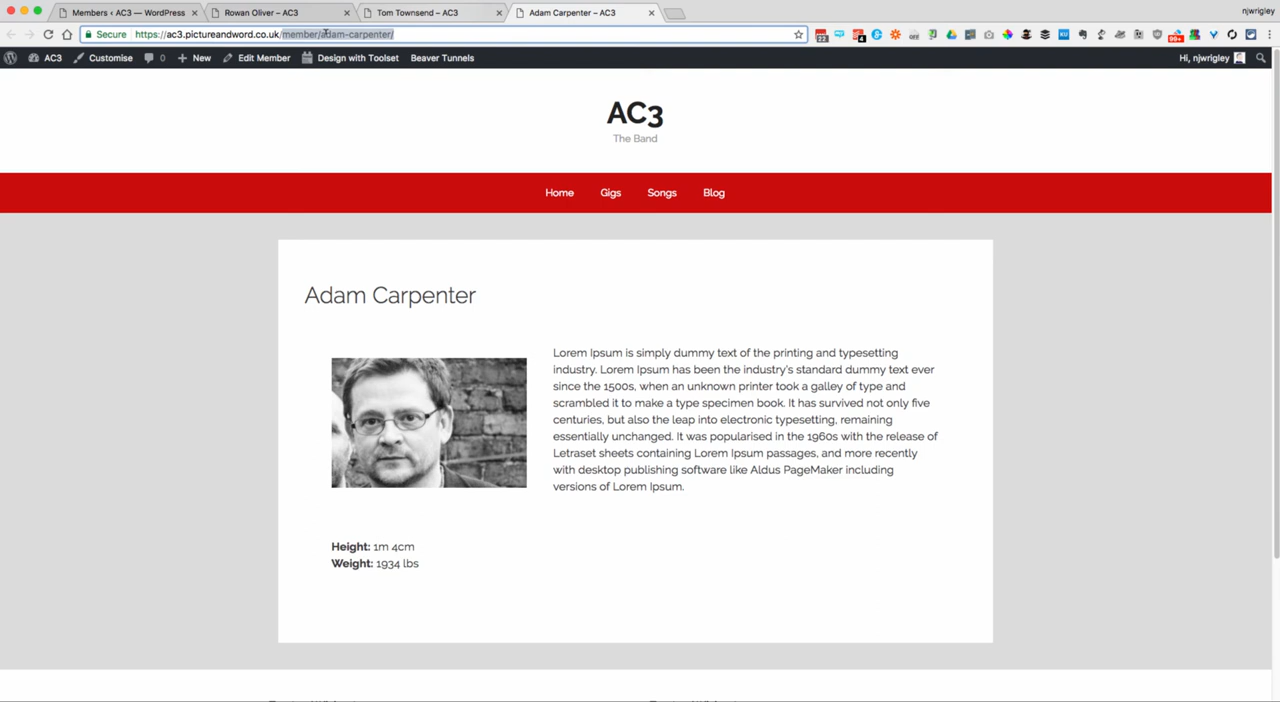 njwrigley
Members ‹ AC3 — WordPress
Rowan Oliver – AC3
Tom Townsend – AC3
Adam Carpenter – AC3
Secure
https://ac3.pictureandword.co.uk/member/adam-carpenter/
AC3 Customise 0 New Edit Member Design with Toolset Beaver Tunnels
Hi, njwrigley
AC3
The Band
Home Gigs Songs Blog
Adam Carpenter
Lorem Ipsum is simply dummy text of the printing and typesetting
industry. Lorem Ipsum has been the industry's standard dummy text ever
since the 1500s, when an unknown printer took a galley of type and
scrambled it to make a type specimen book. It has survived not only five
centuries, but also the leap into electronic typesetting, remaining
essentially unchanged. It was popularised in the 1960s with the release of
Letraset sheets containing Lorem Ipsum passages, and more recently
with desktop publishing software like Aldus PageMaker including
versions of Lorem Ipsum.
Height: 1m 4cm
Weight: 1934 lbs